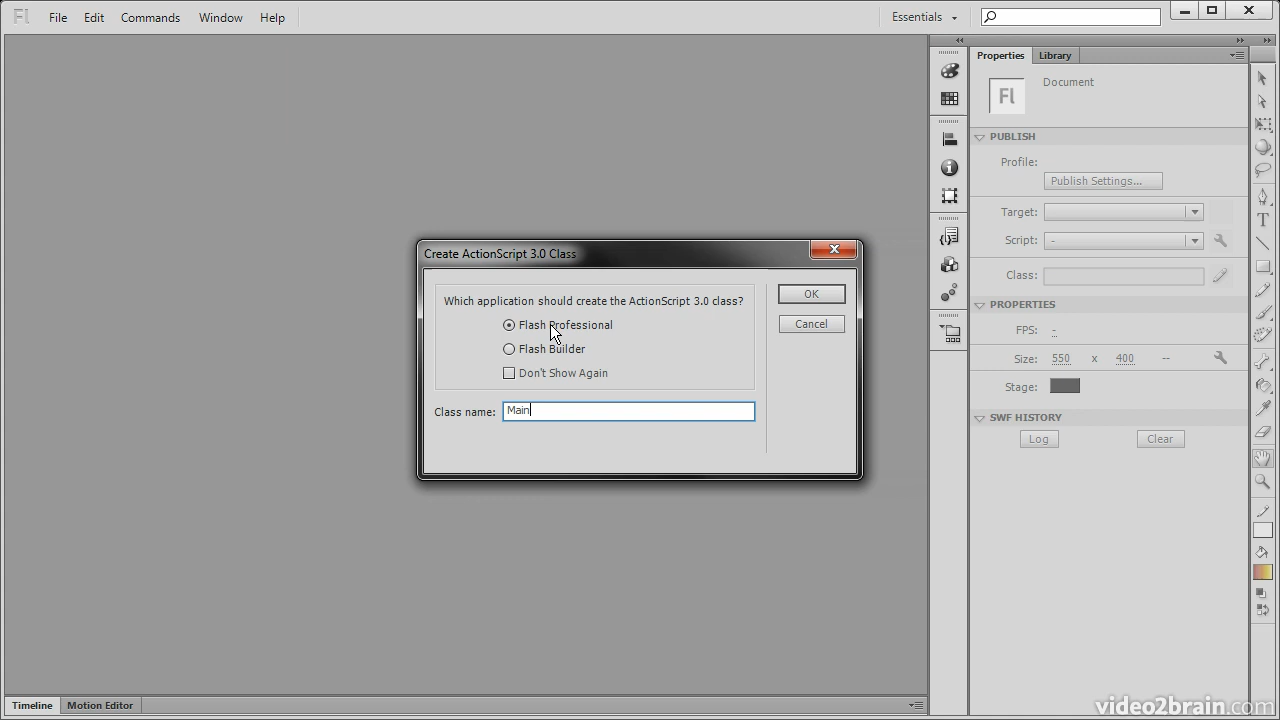 Fl File Edit Commands Window Help Essentials
Properties Library
Fl Document
PUBLISH
Profile:
Publish Settings...
Target:
Script: -
Class:
PROPERTIES
FPS: -
Size: 550 x 400 --
Stage:
SWF HISTORY
Log Clear
Create ActionScript 3.0 Class
Which application should create the ActionScript 3.0 class?
Flash Professional
Flash Builder
Don't Show Again
Class name: Main
OK
Cancel
Timeline Motion Editor
video2brain.com